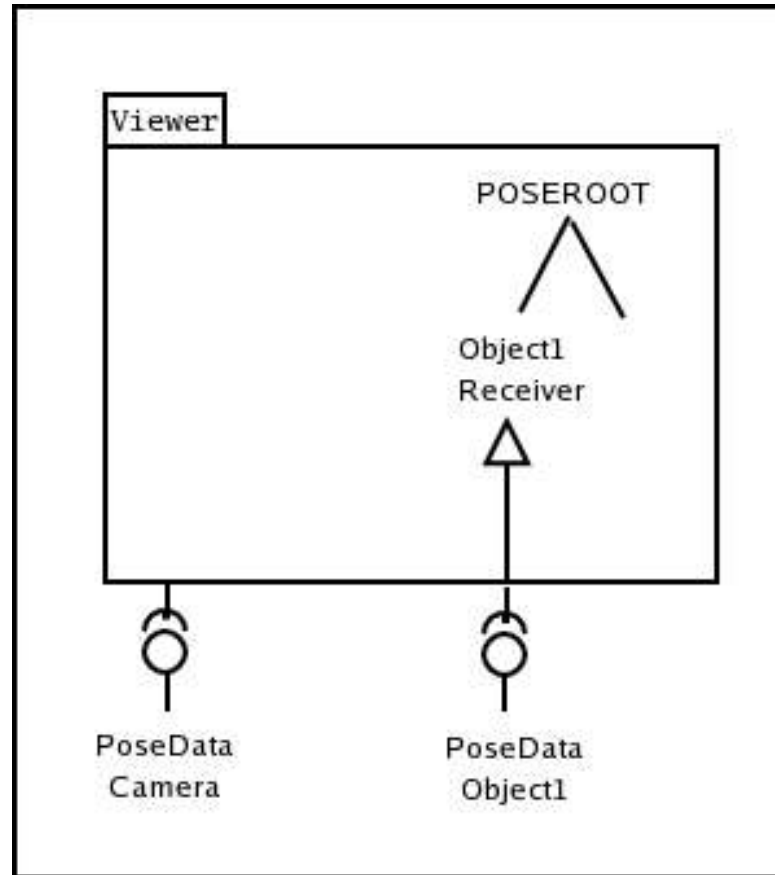 Viewer
POSEROOT
Object1
Receiver
PoseData
Camera
PoseData
Object1